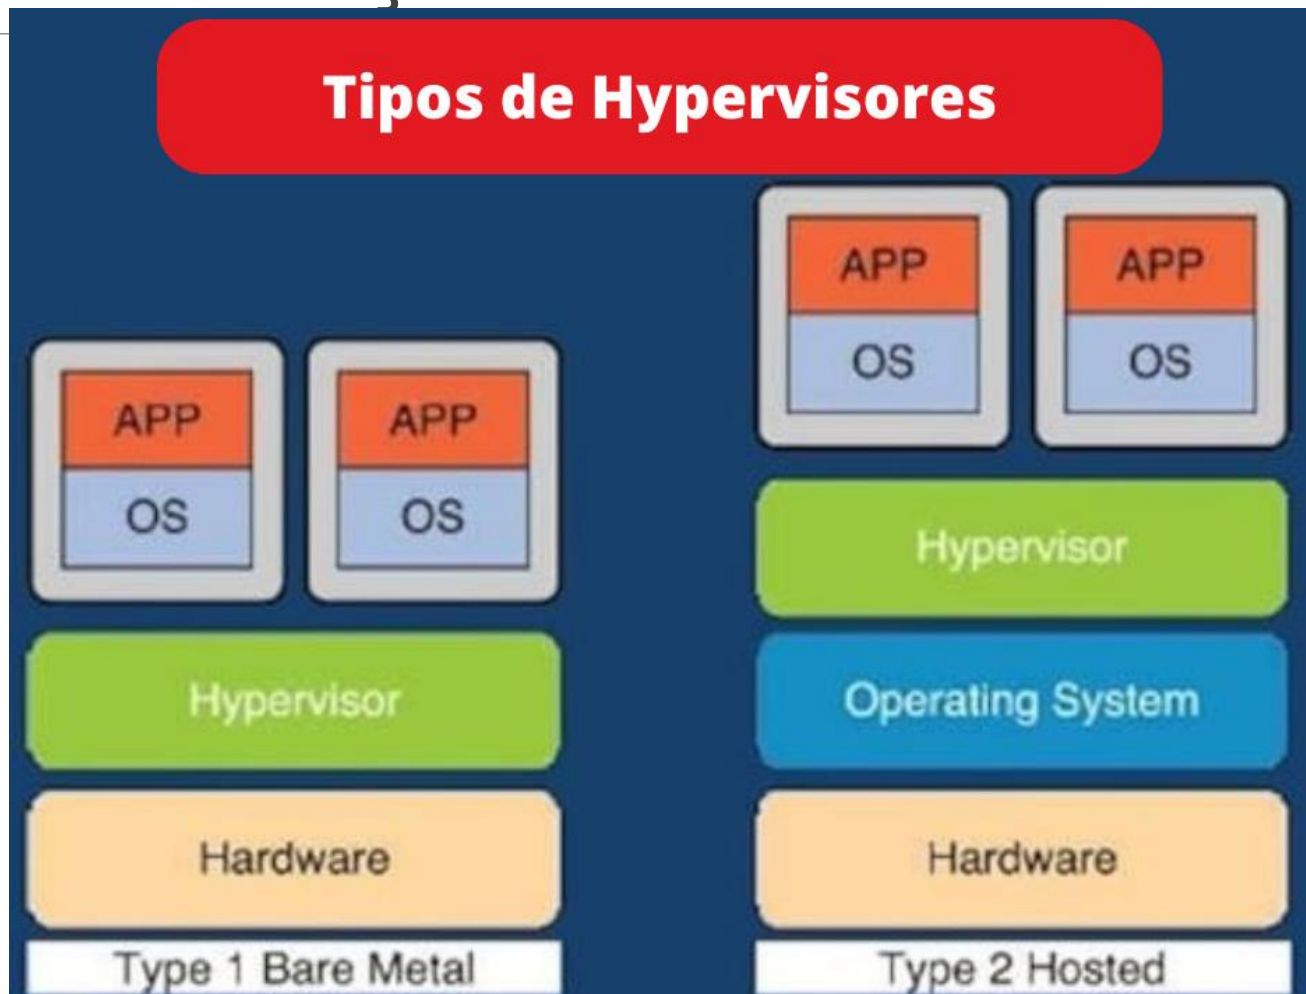 Tipos de Hypervisores
APP
OS
APP
OS
Hypervisor
Hardware
Type 1 Bare Metal
APP
OS
APP
OS
Hypervisor
Operating System
Hardware
Type 2 Hosted